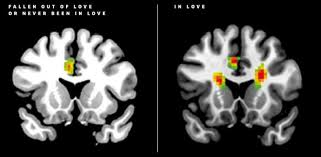 FALLEN OUT OF LOVE
OR NEVER BEEN IN LOVE
IN LOVE